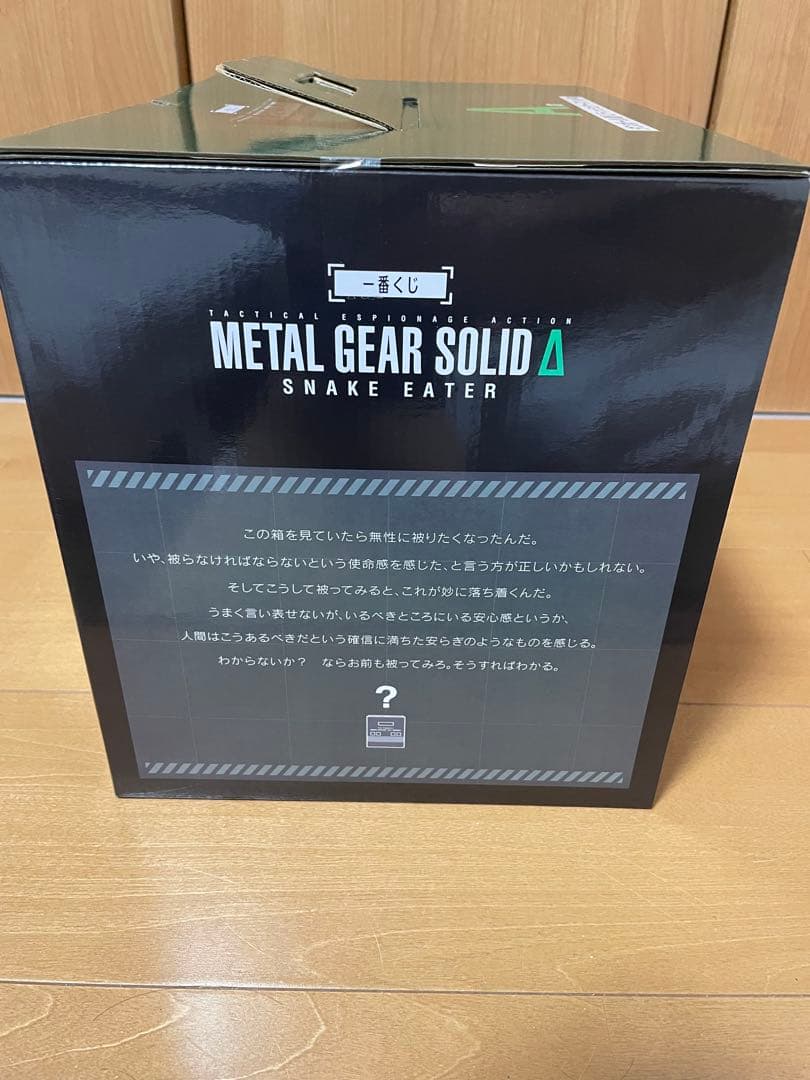 一番くじ
TACTICAL ESPIONAGE ACTION
METAL GEAR SOLID Δ
SNAKE EATER
この箱を見ていたら無性に被りたくなったんだ。
いや、被らなければならないという使命感を感じた、と言う方が正しいかもしれない。
そしてこうして被ってみると、これが妙に落ち着くんだ。
うまく言い表せないが、いるべきところにいる安心感というか、
人間はこうあるべきだという確信に満ちた安らぎのようなものを感じる。
わからないか？　ならお前も被ってみろ。そうすればわかる。
?